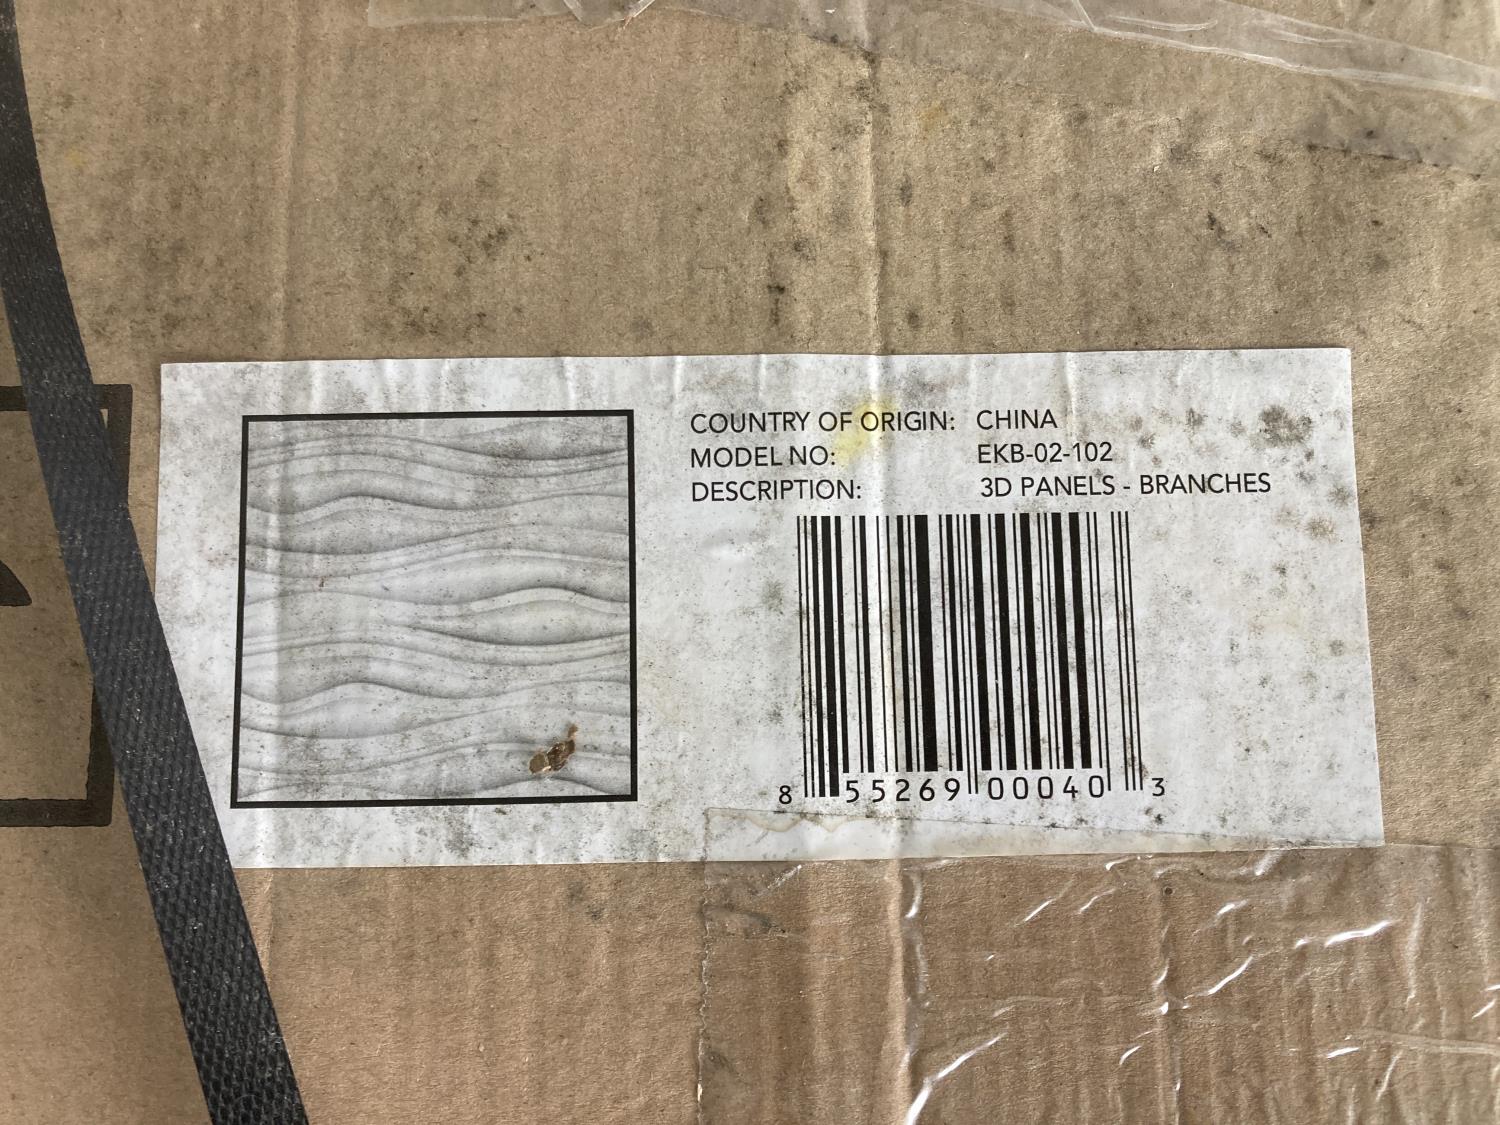 COUNTRY OF ORIGIN: CHINA
MODEL NO: EKB-02-102
DESCRIPTION: 3D PANELS - BRANCHES
8 55269 00040 3